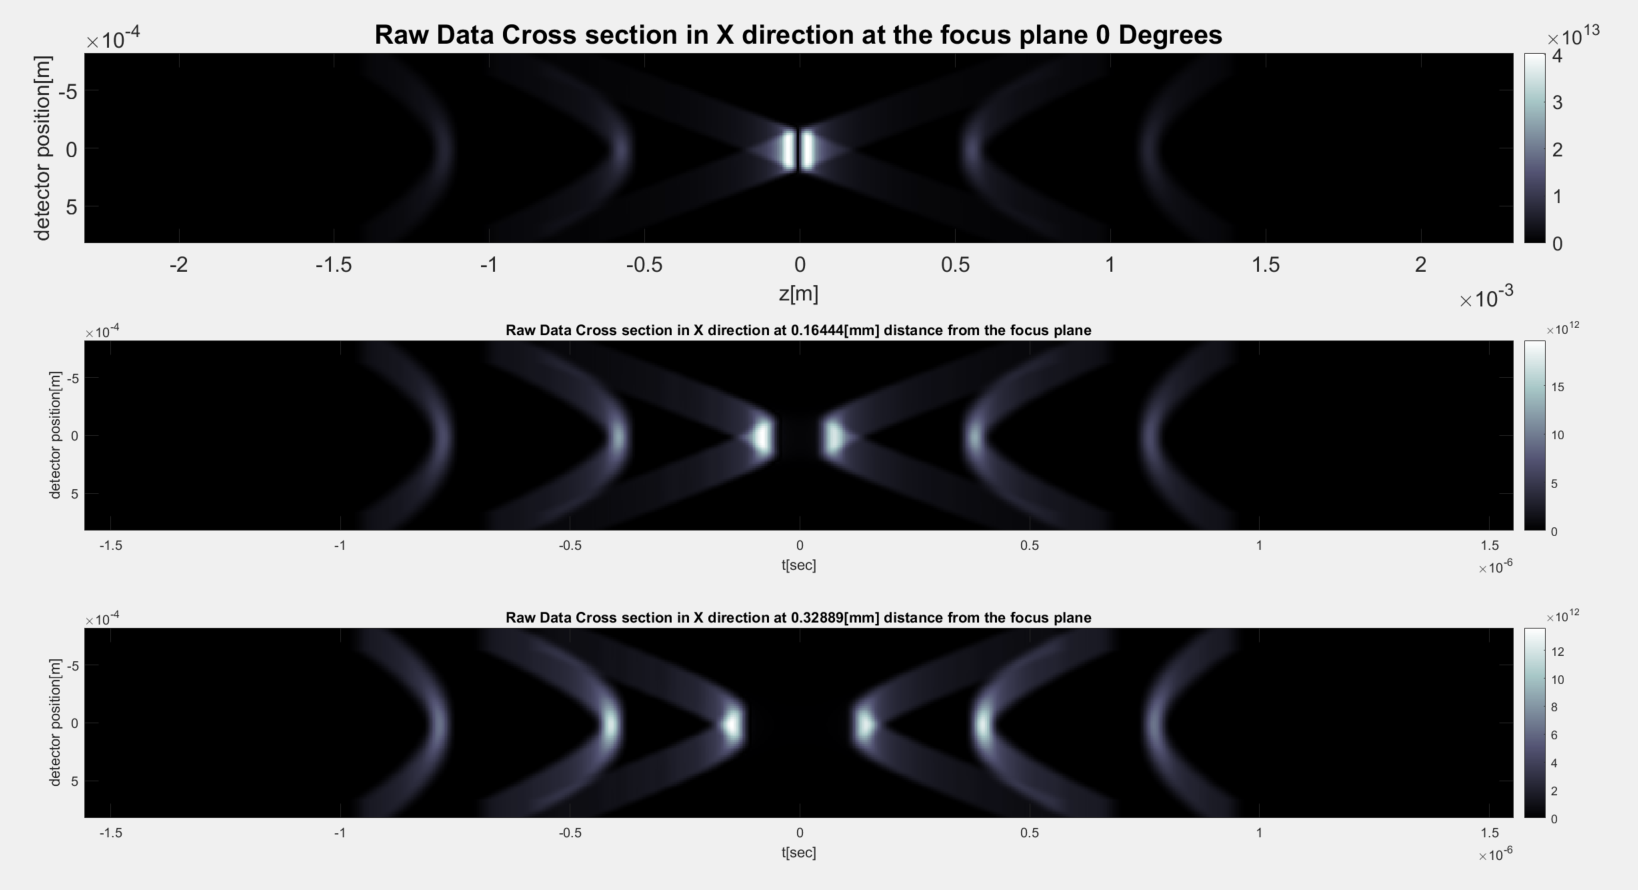 Raw Data Cross section in X direction at the focus plane 0 Degrees
×10-4
×1013
detector position[m]
-5
0
5
4
3
2
1
0
-2 -1.5 -1 -0.5 0 0.5 1 1.5 2
z[m]
×10-3
Raw Data Cross section in X direction at 0.16444[mm] distance from the focus plane
×10-4
×1012
detector position[m]
-5
0
5
15
10
5
0
-1.5 -1 -0.5 0 0.5 1 1.5
t[sec]
×10-6
Raw Data Cross section in X direction at 0.32889[mm] distance from the focus plane
×10-4
×1012
detector position[m]
-5
0
5
12
10
8
6
4
2
0
-1.5 -1 -0.5 0 0.5 1 1.5
t[sec]
×10-6